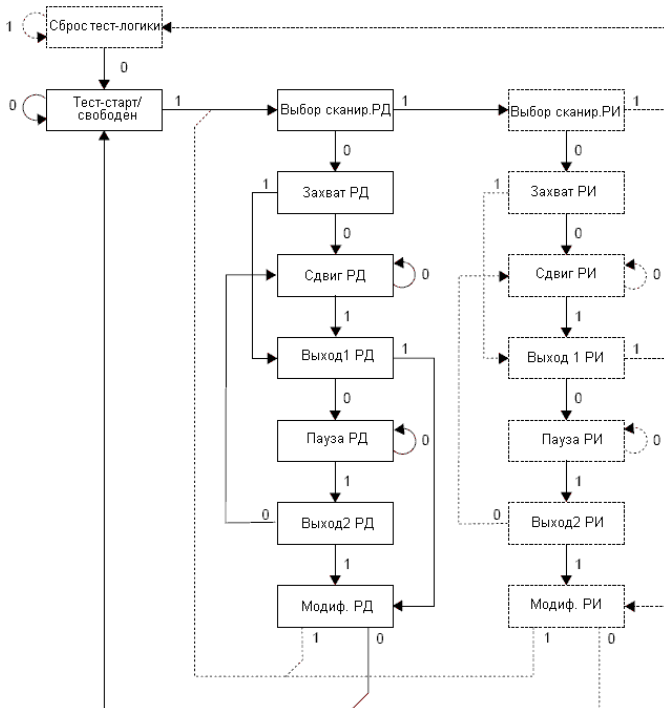 Сброс тест-логики
1
0
Тест-старт/
свободен
0
1
Выбор сканир.РД
1
Выбор сканир.РИ
1
0
0
1
Захват РД
1
Захват РИ
0
0
Сдвиг РД
0
Сдвиг РИ
0
1
1
Выход1 РД
1
Выход 1 РИ
1
0
0
Пауза РД
0
Пауза РИ
0
1
1
0
Выход2 РД
0
Выход2 РИ
1
1
Модиф. РД
Модиф. РИ
1
0
1
0